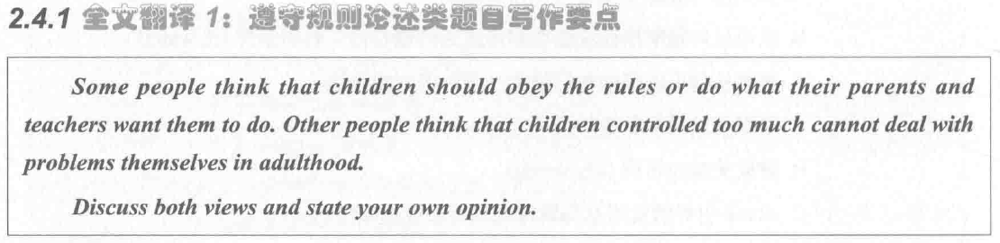 2.4.1 全文翻译 1：遵守规则论述类题目写作要点
Some people think that children should obey the rules or do what their parents and
teachers want them to do. Other people think that children controlled too much cannot deal with
problems themselves in adulthood.
Discuss both views and state your own opinion.